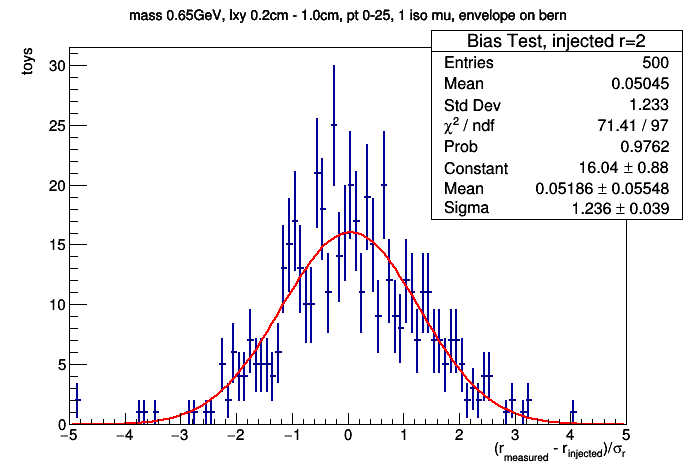 mass 0.65GeV, lxy 0.2cm - 1.0cm, pt 0-25, 1 iso mu, envelope on bern
Bias Test, injected r=2
Entries 500
Mean 0.05045
Std Dev 1.233
χ² / ndf 71.41 / 97
Prob 0.9762
Constant 16.04 ± 0.88
Mean 0.05186 ± 0.05548
Sigma 1.236 ± 0.039
toys
30
25
20
15
10
5
0
−5 −4 −3 −2 −1 0 1 2 3 4 5
(r_measured - r_injected)/σ_r